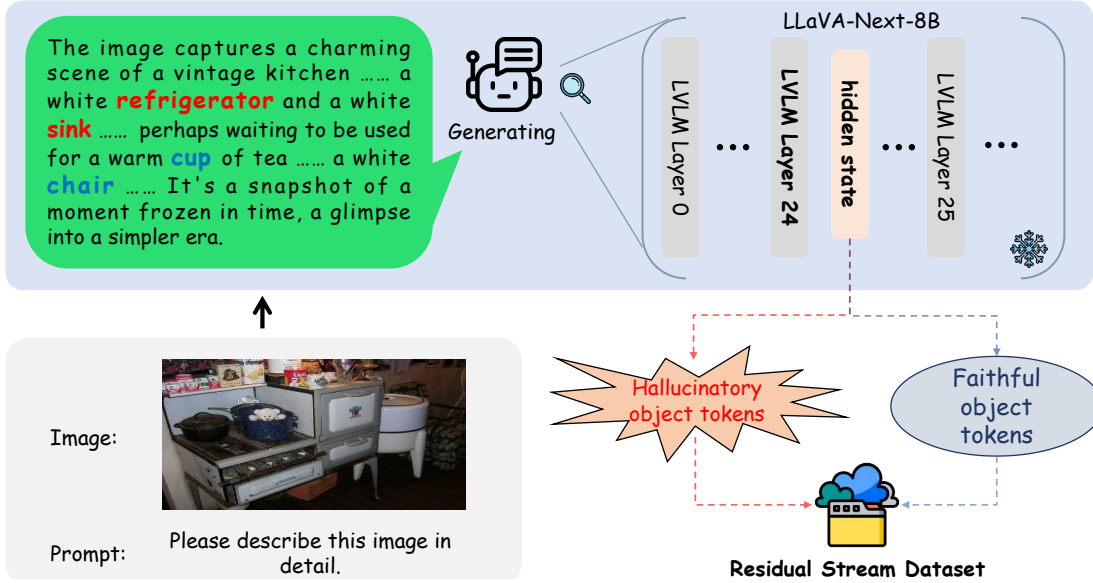 The image captures a charming
scene of a vintage kitchen …… a
white refrigerator and a white
sink …… perhaps waiting to be used
for a warm cup of tea …… a white
chair …… It's a snapshot of a
moment frozen in time, a glimpse
into a simpler era.
Generating
LLaVA-Next-8B
LVLM Layer 0
LVLM Layer 24
hidden state
LVLM Layer 25
Hallucinatory
object tokens
Faithful
object
tokens
Image:
Prompt:
Please describe this image in
detail.
Residual Stream Dataset